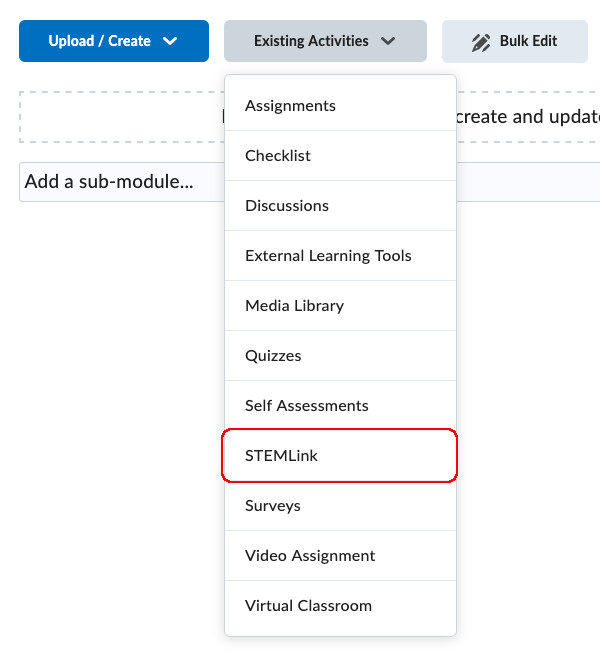 Upload / Create
Existing Activities
Bulk Edit
create and update
Add a sub-module...
Assignments
Checklist
Discussions
External Learning Tools
Media Library
Quizzes
Self Assessments
STEMLink
Surveys
Video Assignment
Virtual Classroom